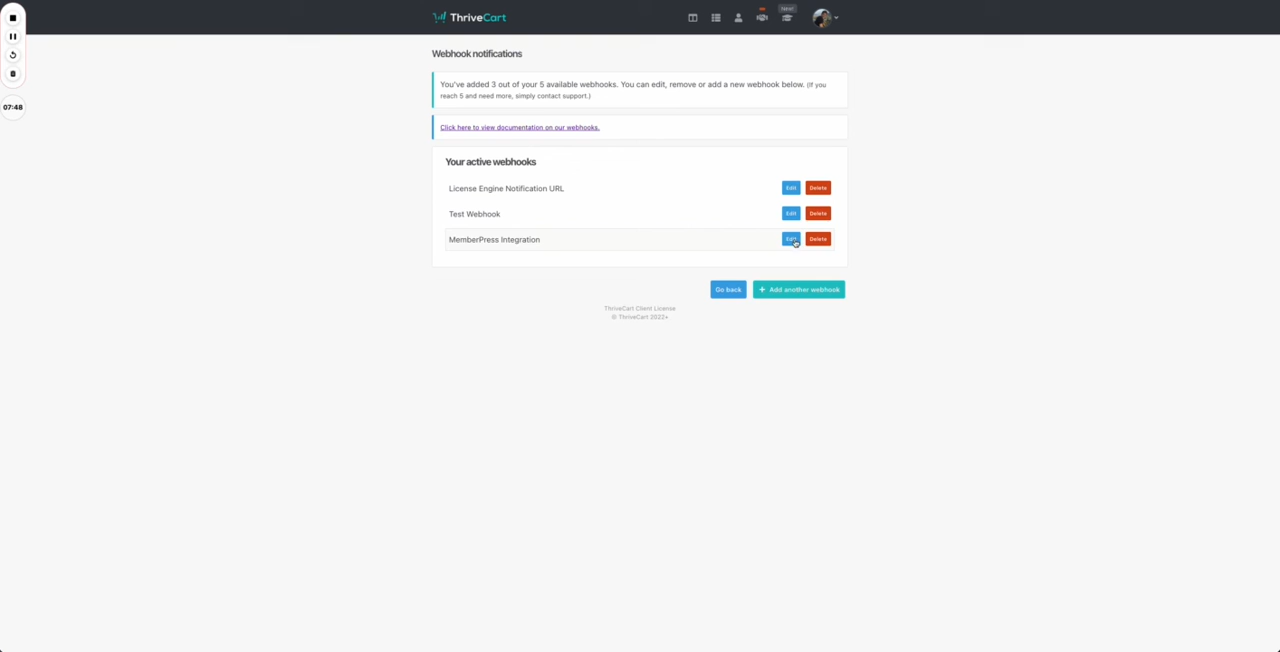 ThriveCart
New!
07:48
Webhook notifications
You've added 3 out of your 5 available webhooks. You can edit, remove or add a new webhook below. (If you
reach 5 and need more, simply contact support.)
Click here to view documentation on our webhooks.
Your active webhooks
License Engine Notification URL Edit Delete
Test Webhook Edit Delete
MemberPress Integration Edit Delete
Go back + Add another webhook
ThriveCart Client License
© ThriveCart 2022+